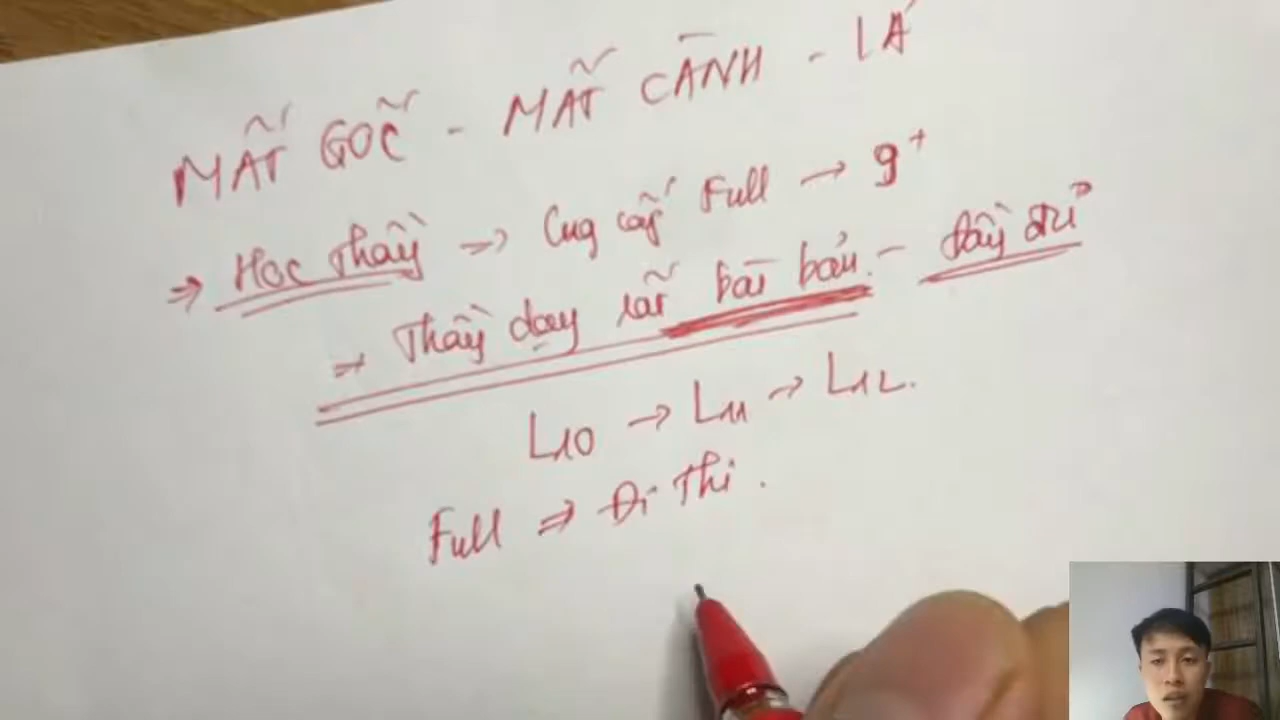 MẤT GỐC - MẤT CÀNH - LÁ
⇒ Học Thầy ⇒ Cug cấp Full → 9+
⇒ Thầy dạy rất bài bản. - Đầy đủ
L10 → L11 → L12.
Full ⇒ Đi Thi.